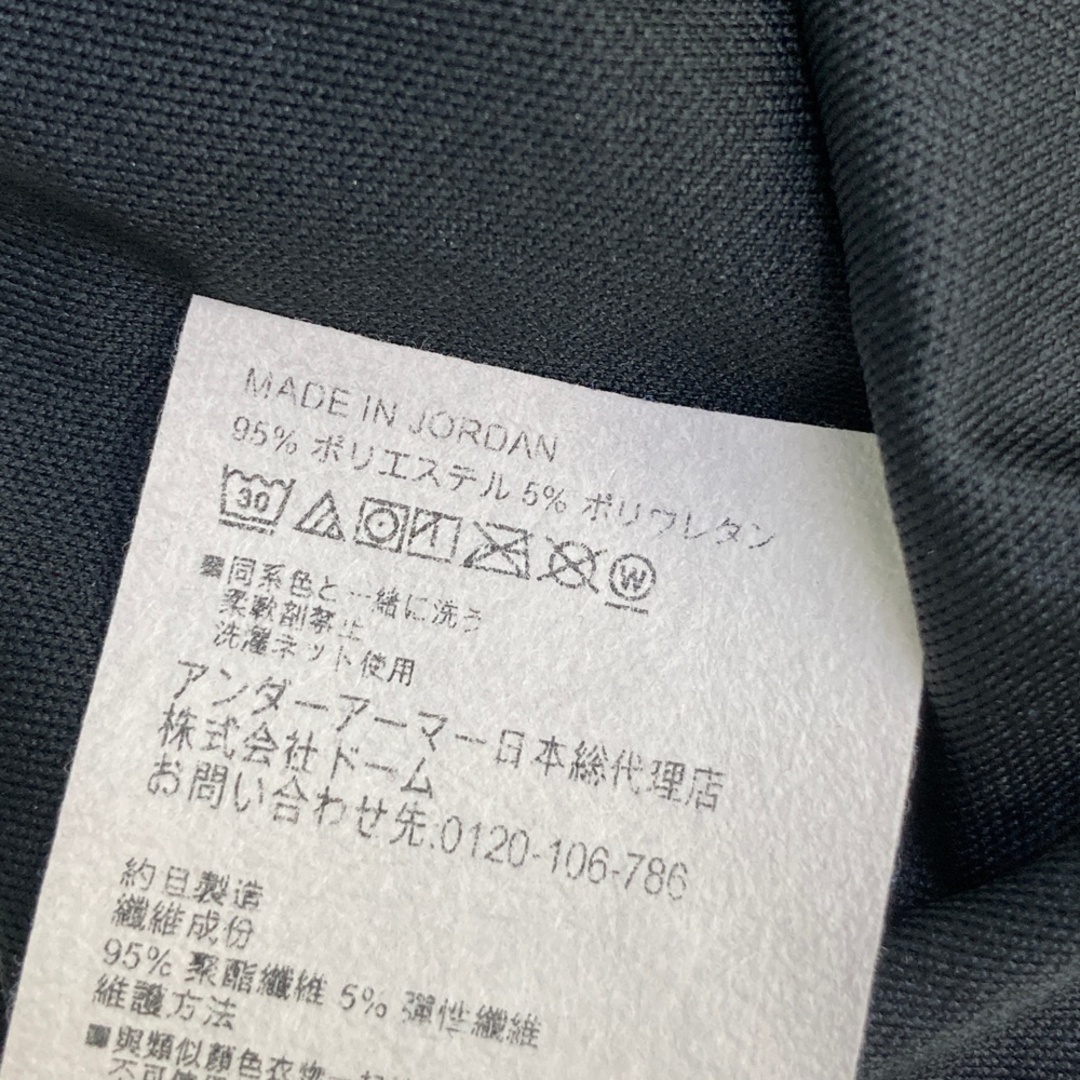 MADE IN JORDAN
95% ポリエステル 5% ポリウレタン
30 W
■同系色と一緒に洗う
柔軟剤禁止
洗濯ネット使用
アンダーアーマー日本総代理店
株式会社ドーム
お問い合わせ先:0120-106-786
約旦製造
纖維成份
95% 聚酯纖維 5% 彈性纖維
維護方法
■與類似顏色衣物一起
不可使用